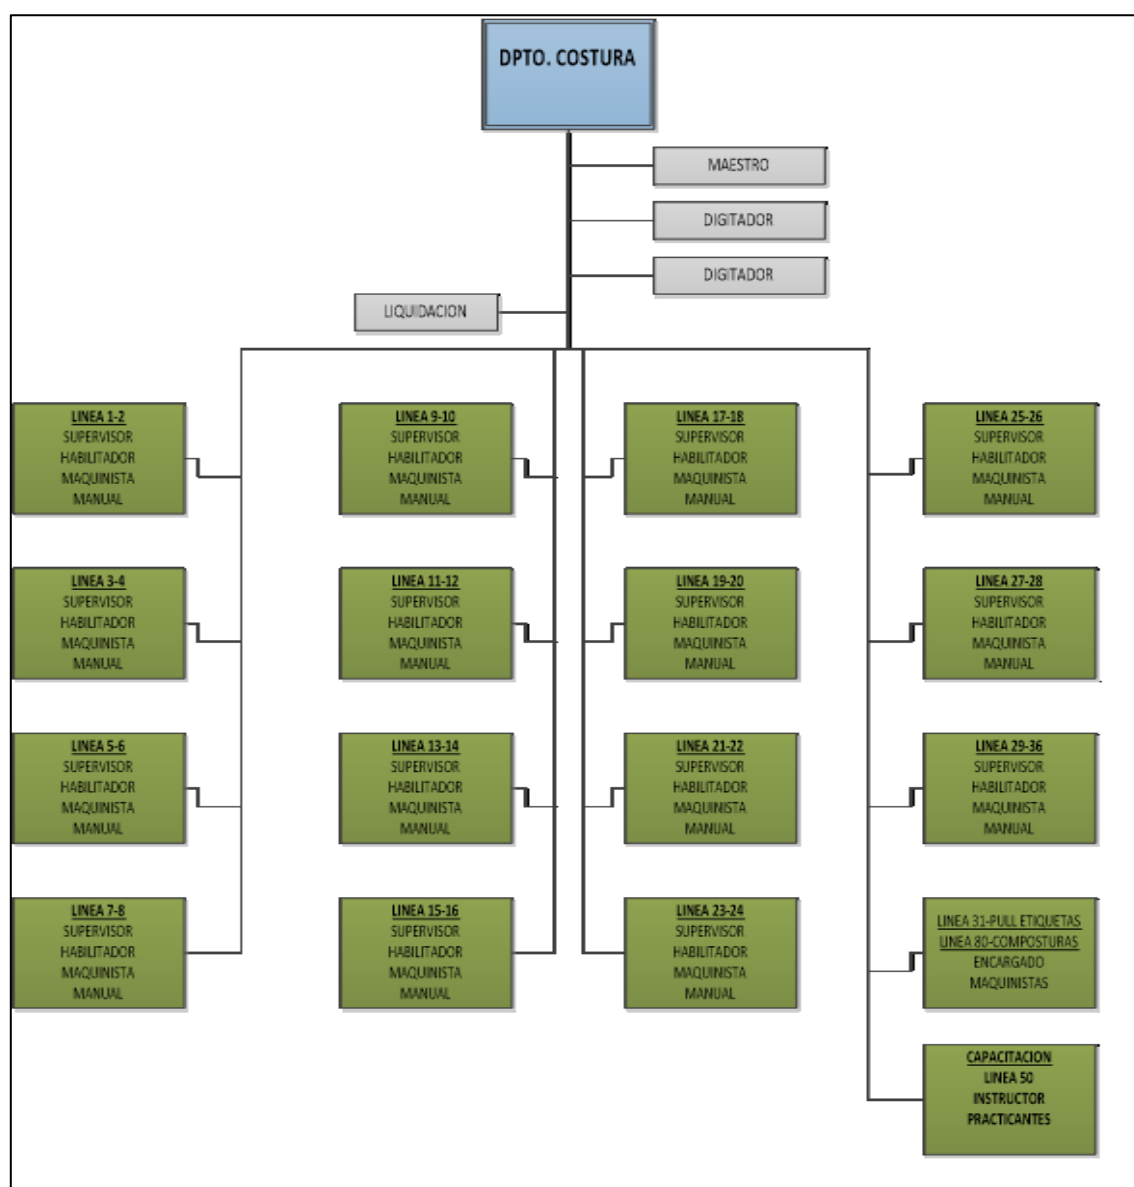 DPTO. COSTURA
MAESTRO
DIGITADOR
DIGITADOR
LIQUIDACION
LINEA 1-2
SUPERVISOR
HABILITADOR
MAQUINISTA
MANUAL
LINEA 9-10
SUPERVISOR
HABILITADOR
MAQUINISTA
MANUAL
LINEA 17-18
SUPERVISOR
HABILITADOR
MAQUINISTA
MANUAL
LINEA 25-26
SUPERVISOR
HABILITADOR
MAQUINISTA
MANUAL
LINEA 3-4
SUPERVISOR
HABILITADOR
MAQUINISTA
MANUAL
LINEA 11-12
SUPERVISOR
HABILITADOR
MAQUINISTA
MANUAL
LINEA 19-20
SUPERVISOR
HABILITADOR
MAQUINISTA
MANUAL
LINEA 27-28
SUPERVISOR
HABILITADOR
MAQUINISTA
MANUAL
LINEA 5-6
SUPERVISOR
HABILITADOR
MAQUINISTA
MANUAL
LINEA 13-14
SUPERVISOR
HABILITADOR
MAQUINISTA
MANUAL
LINEA 21-22
SUPERVISOR
HABILITADOR
MAQUINISTA
MANUAL
LINEA 29-36
SUPERVISOR
HABILITADOR
MAQUINISTA
MANUAL
LINEA 7-8
SUPERVISOR
HABILITADOR
MAQUINISTA
MANUAL
LINEA 15-16
SUPERVISOR
HABILITADOR
MAQUINISTA
MANUAL
LINEA 23-24
SUPERVISOR
HABILITADOR
MAQUINISTA
MANUAL
LINEA 31-PULL ETIQUETAS
LINEA 80-COMPOSTURAS
ENCARGADO
MAQUINISTAS
CAPACITACION
LINEA 50
INSTRUCTOR
PRACTICANTES